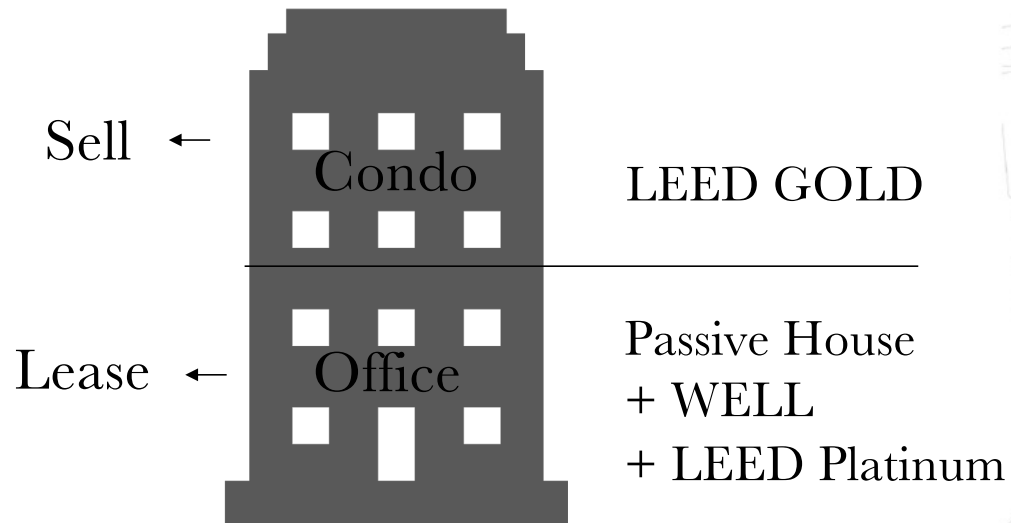 Sell
Condo
LEED GOLD
Lease
Office
Passive House
+ WELL
+ LEED Platinum